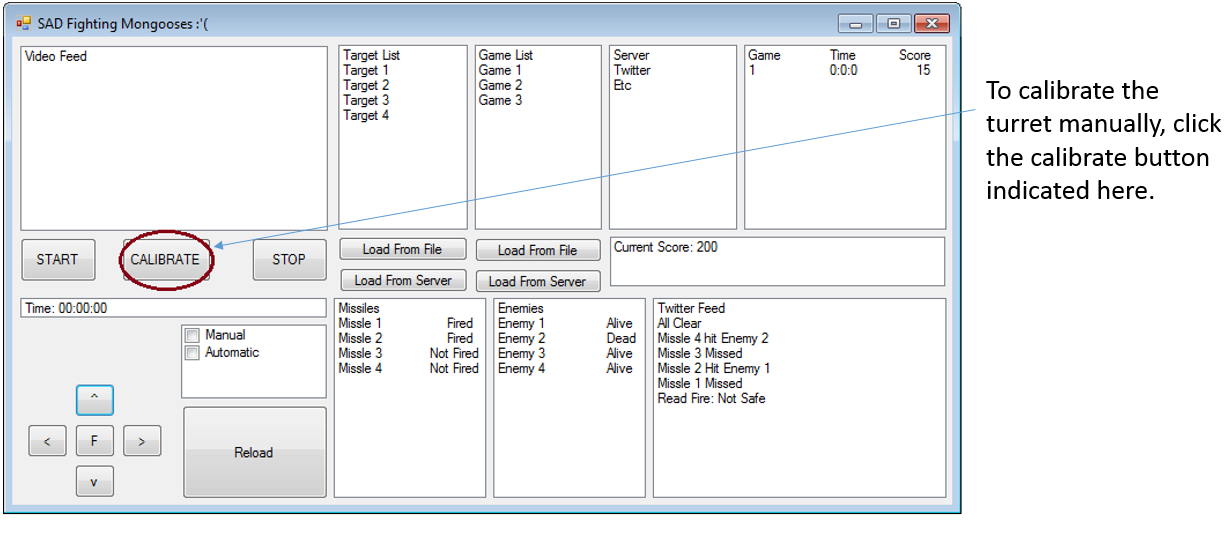 SAD Fighting Mongooses :'(
Video Feed
Target List
Target 1
Target 2
Target 3
Target 4
Game List
Game 1
Game 2
Game 3
Server
Twitter
Etc
Game Time Score
1 0:0:0 15
To calibrate the
turret manually, click
the calibrate button
indicated here.
START
CALIBRATE
STOP
Load From File
Load From Server
Load From File
Load From Server
Current Score: 200
Time: 00:00:00
Manual
Automatic
^
< F >
v
Reload
Missiles
Missle 1 Fired
Missle 2 Fired
Missle 3 Not Fired
Missle 4 Not Fired
Enemies
Enemy 1 Alive
Enemy 2 Dead
Enemy 3 Alive
Enemy 4 Alive
Twitter Feed
All Clear
Missle 4 hit Enemy 2
Missle 3 Missed
Missle 2 Hit Enemy 1
Missle 1 Missed
Read Fire: Not Safe